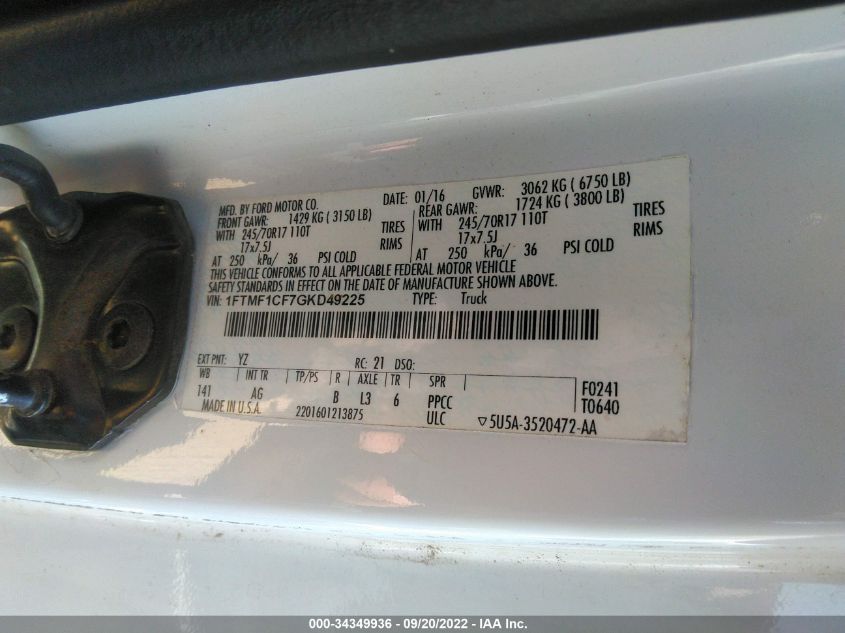 MFD. BY FORD MOTOR CO. DATE: 01/16 GVWR: 3062 KG ( 6750 LB)
FRONT GAWR: 1429 KG ( 3150 LB) REAR GAWR: 1724 KG ( 3800 LB)
WITH 245/70R17 110T TIRES WITH 245/70R17 110T TIRES
17x7.5J RIMS 17x7.5J RIMS
AT 250 kPa/ 36 PSI COLD AT 250 kPa/ 36 PSI COLD
THIS VEHICLE CONFORMS TO ALL APPLICABLE FEDERAL MOTOR VEHICLE
SAFETY STANDARDS IN EFFECT ON THE DATE OF MANUFACTURE SHOWN ABOVE.
VIN: 1FTMF1CF7GKD49225 TYPE: Truck
EXT PNT: YZ RC: 21 DSO:
WB INT TR TP/PS R AXLE TR SPR F0241
141 AG B L3 6 PPCC T0640
MADE IN U.S.A. 2201601213875 ULC ▽5U5A-3520472-AA
000-34349936 - 09/20/2022 - USA - FL